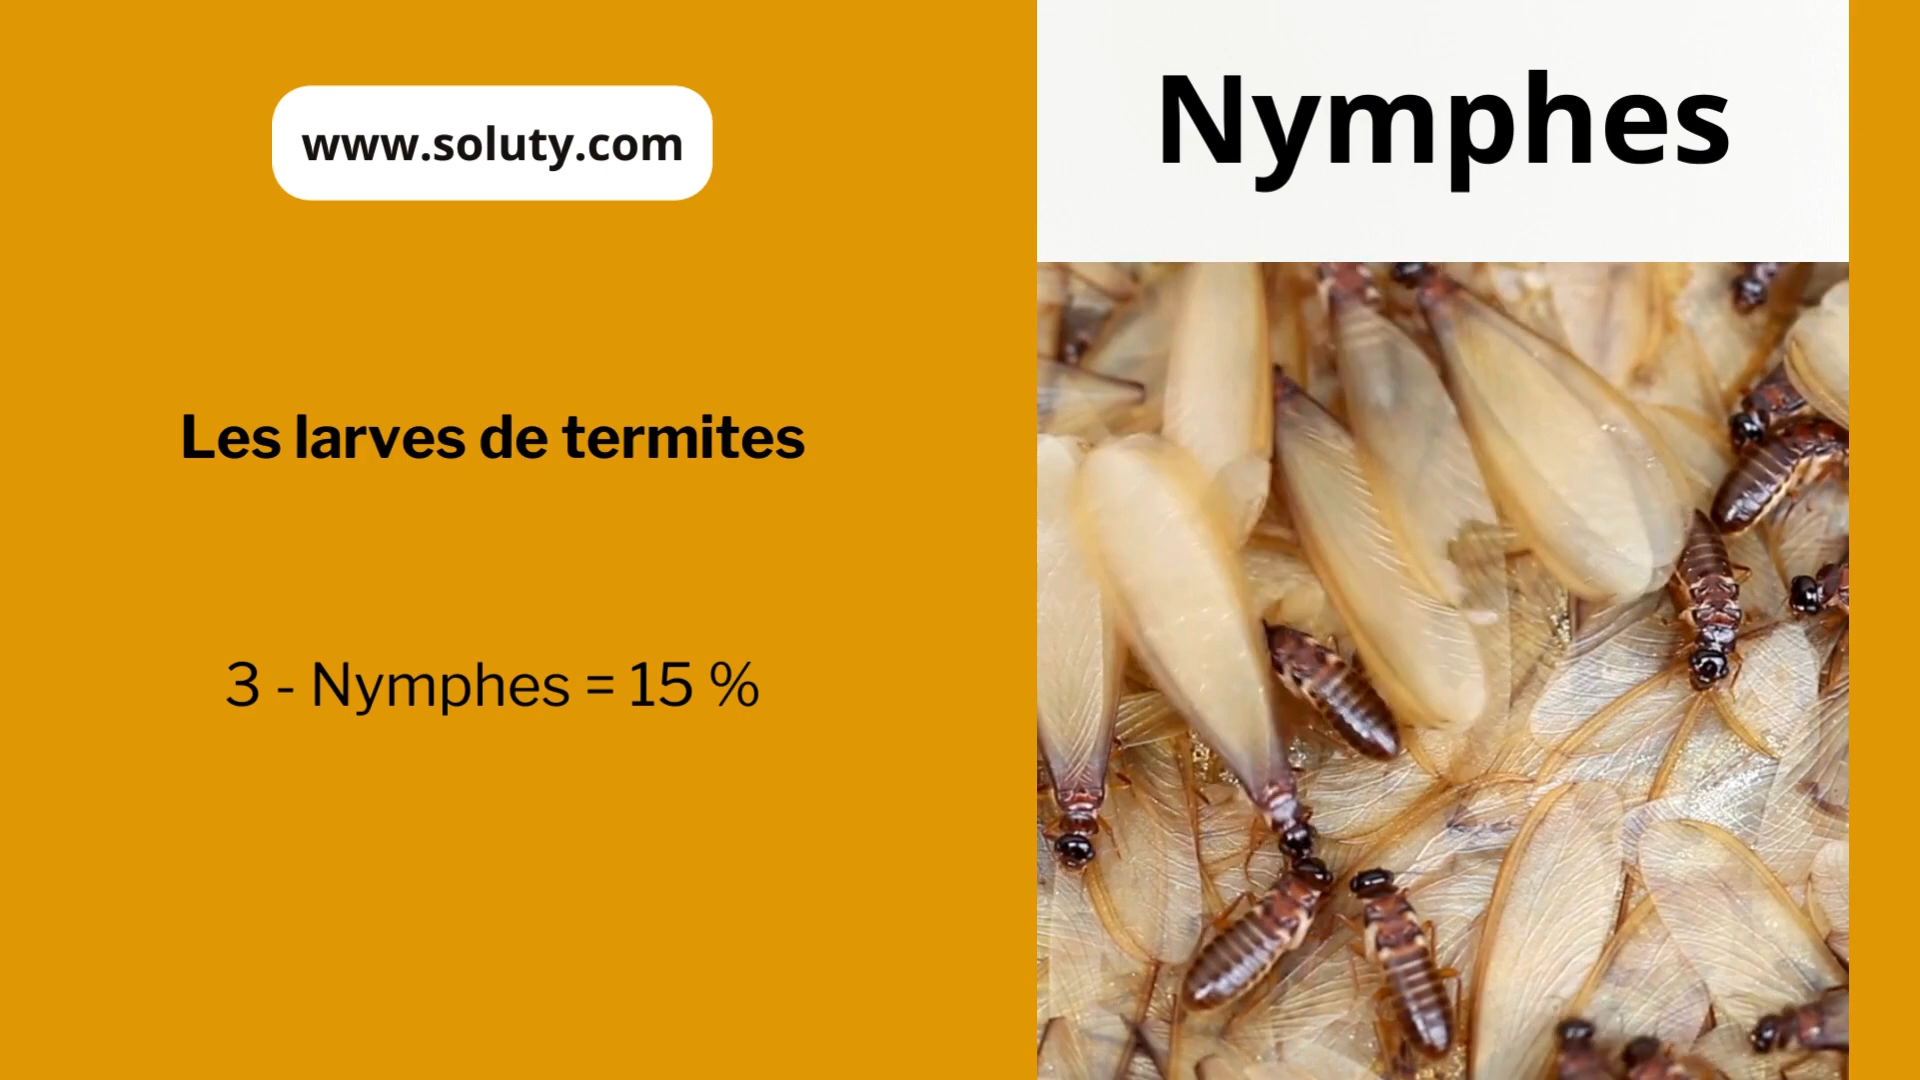 www.soluty.com
Nymphes
Les larves de termites
3 - Nymphes = 15 %